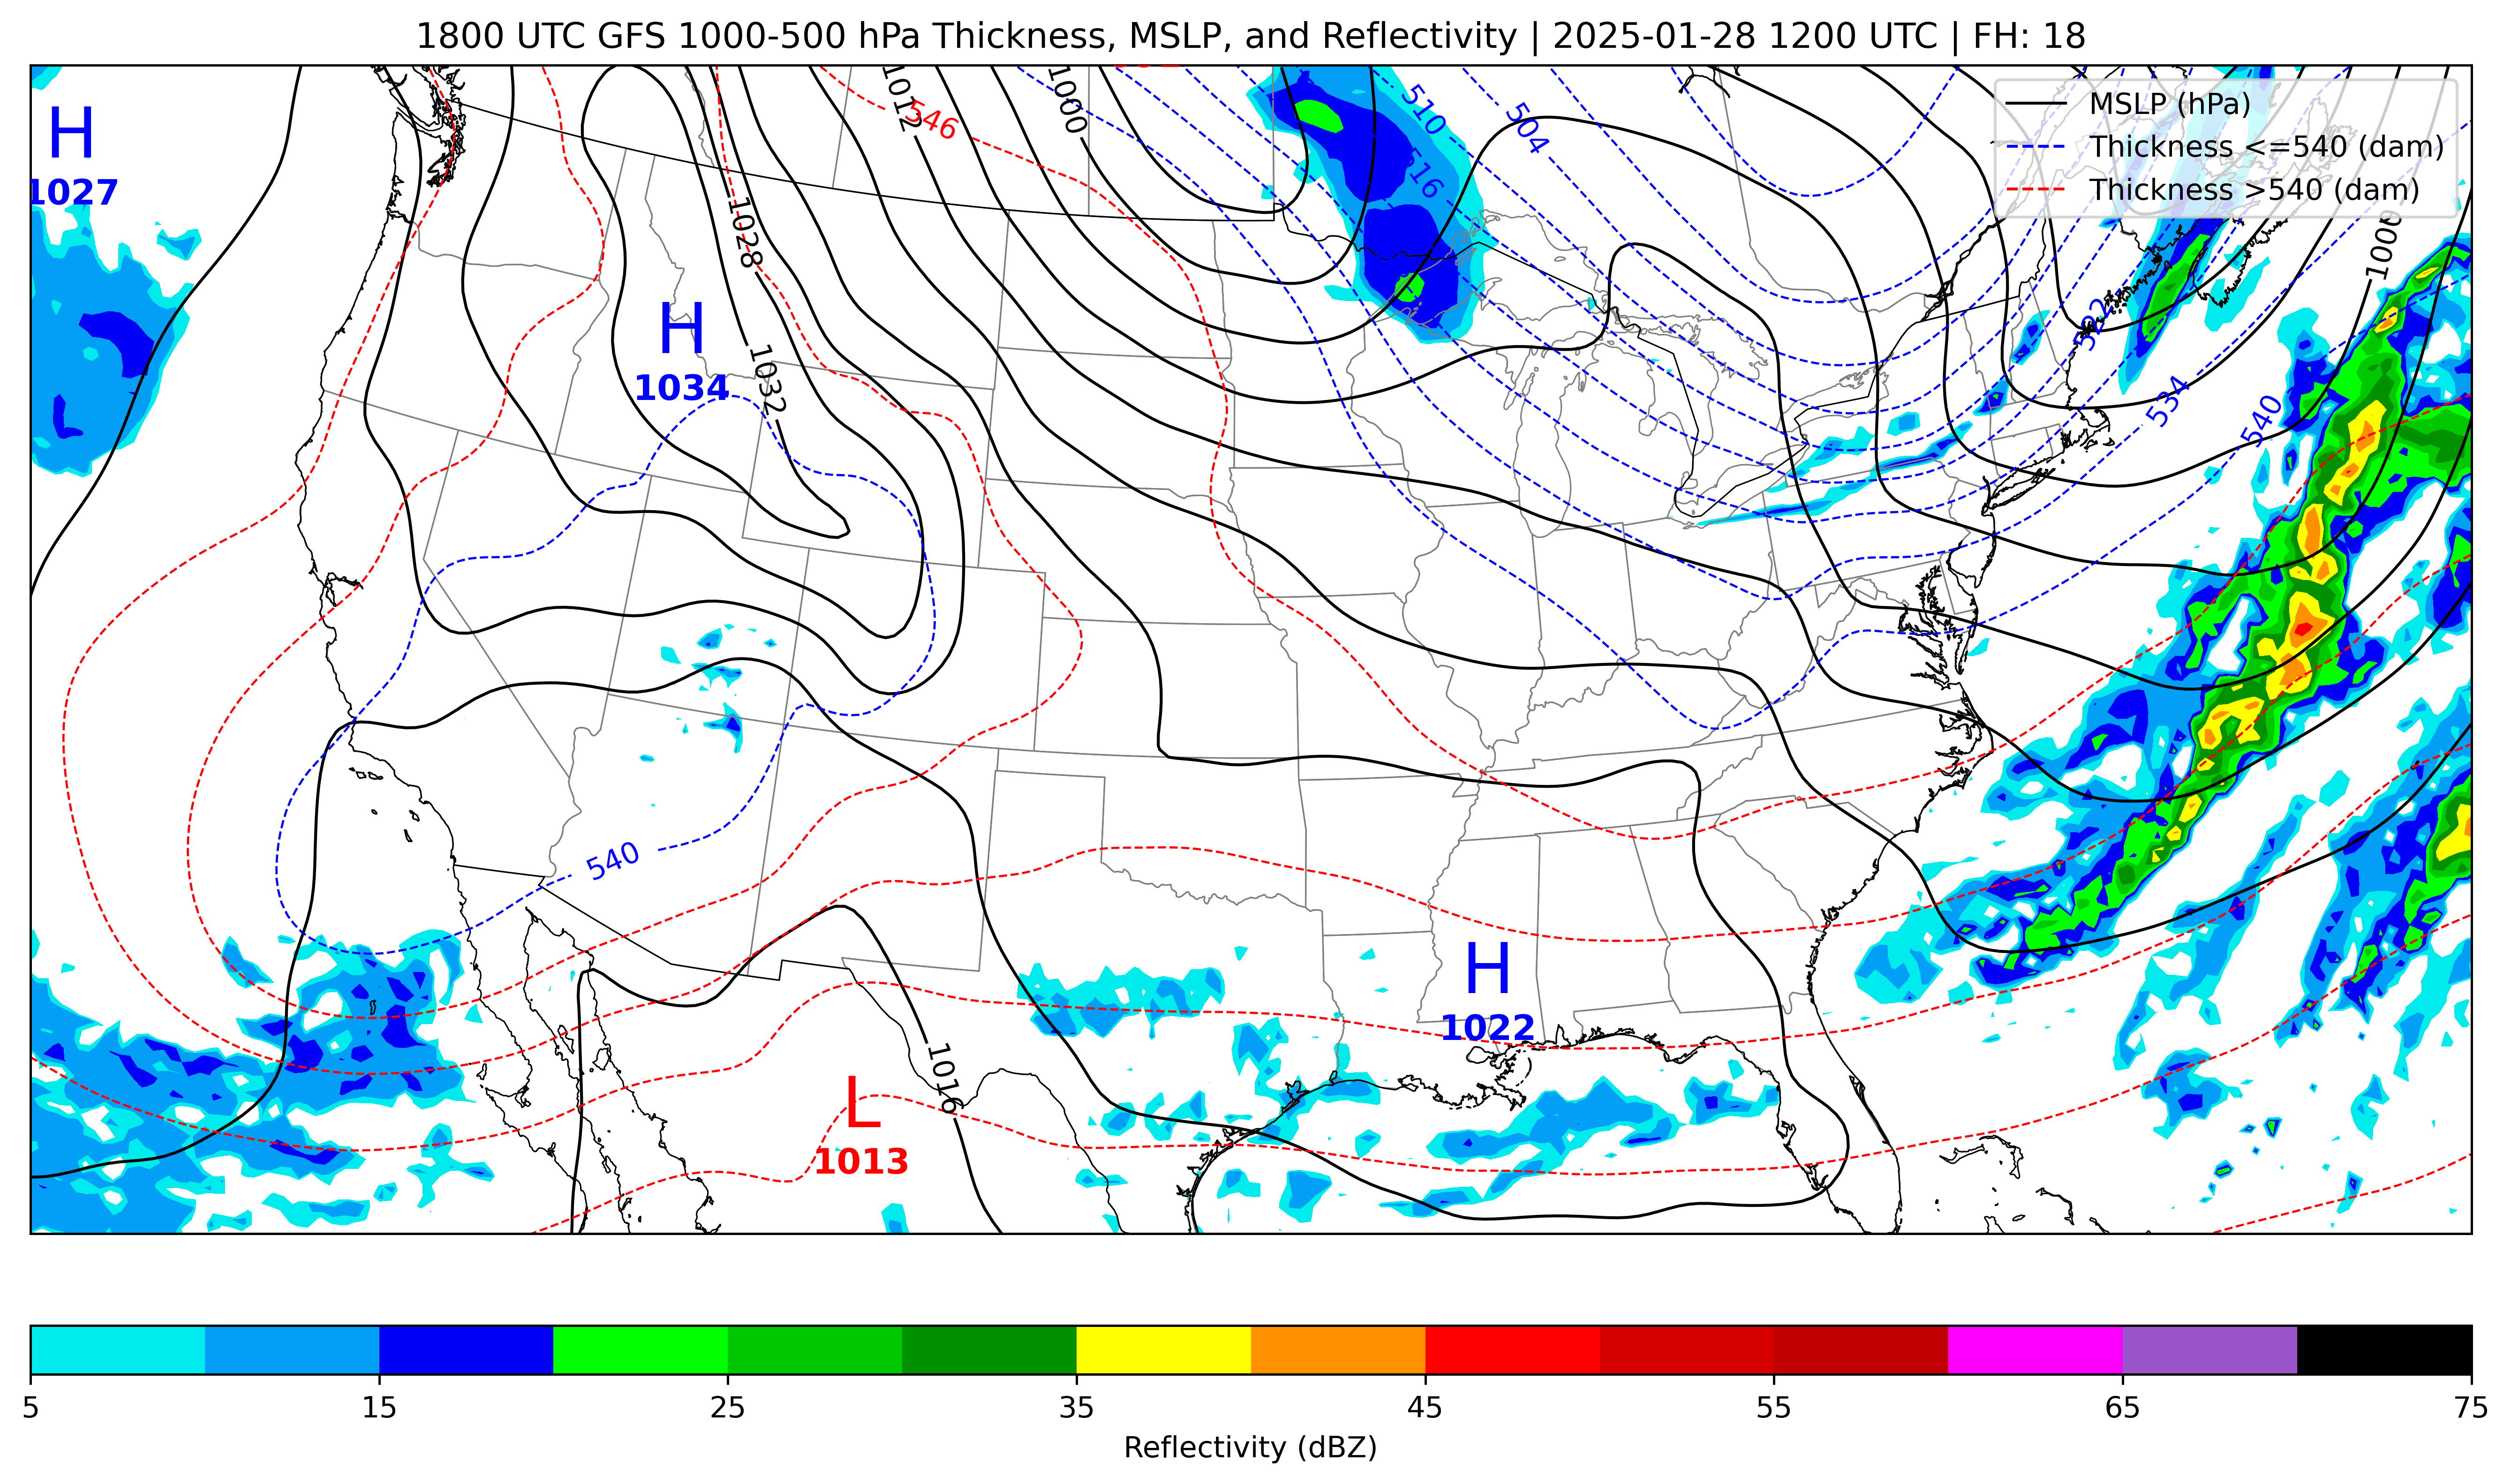 1800 UTC GFS 1000-500 hPa Thickness, MSLP, and Reflectivity | 2025-01-28 1200 UTC | FH: 18
MSLP (hPa)
Thickness <=540 (dam)
Thickness >540 (dam)
H
1027
1012
546
1000
510
504
516
1028
H
1034
1032
1000
522
534
540
540
H
1022
L
1013
1016
5
15
25
35
45
55
65
75
Reflectivity (dBZ)